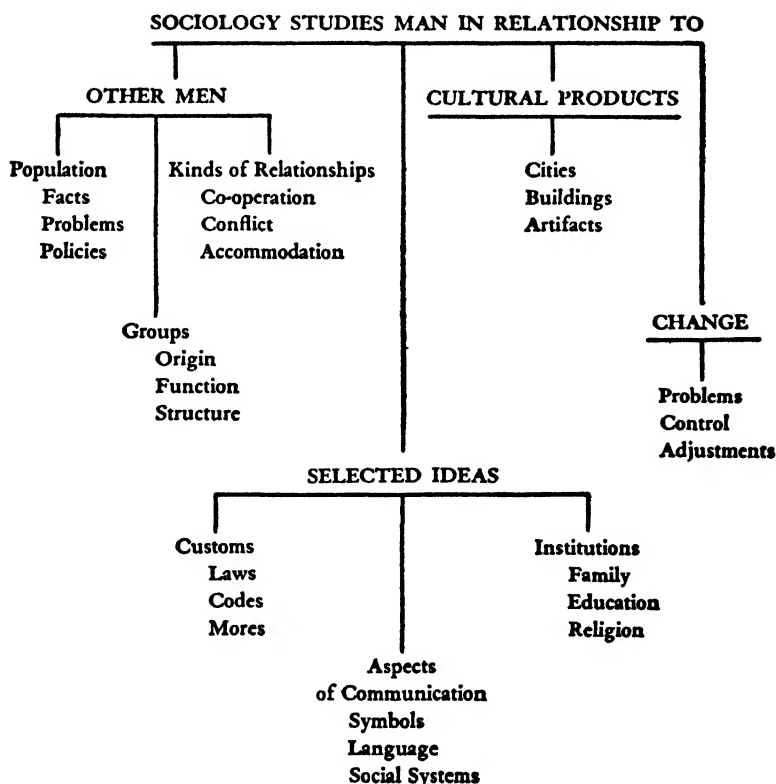 SOCIOLOGY STUDIES MAN IN RELATIONSHIP TO
OTHER MEN
Population
Facts
Problems
Policies
Groups
Origin
Function
Structure
Kinds of Relationships
Co-operation
Conflict
Accommodation
SELECTED IDEAS
Customs
Laws
Codes
Mores
Aspects
of Communication
Symbols
Language
Social Systems
Institutions
Family
Education
Religion
CULTURAL PRODUCTS
Cities
Buildings
Artifacts
CHANGE
Problems
Control
Adjustments